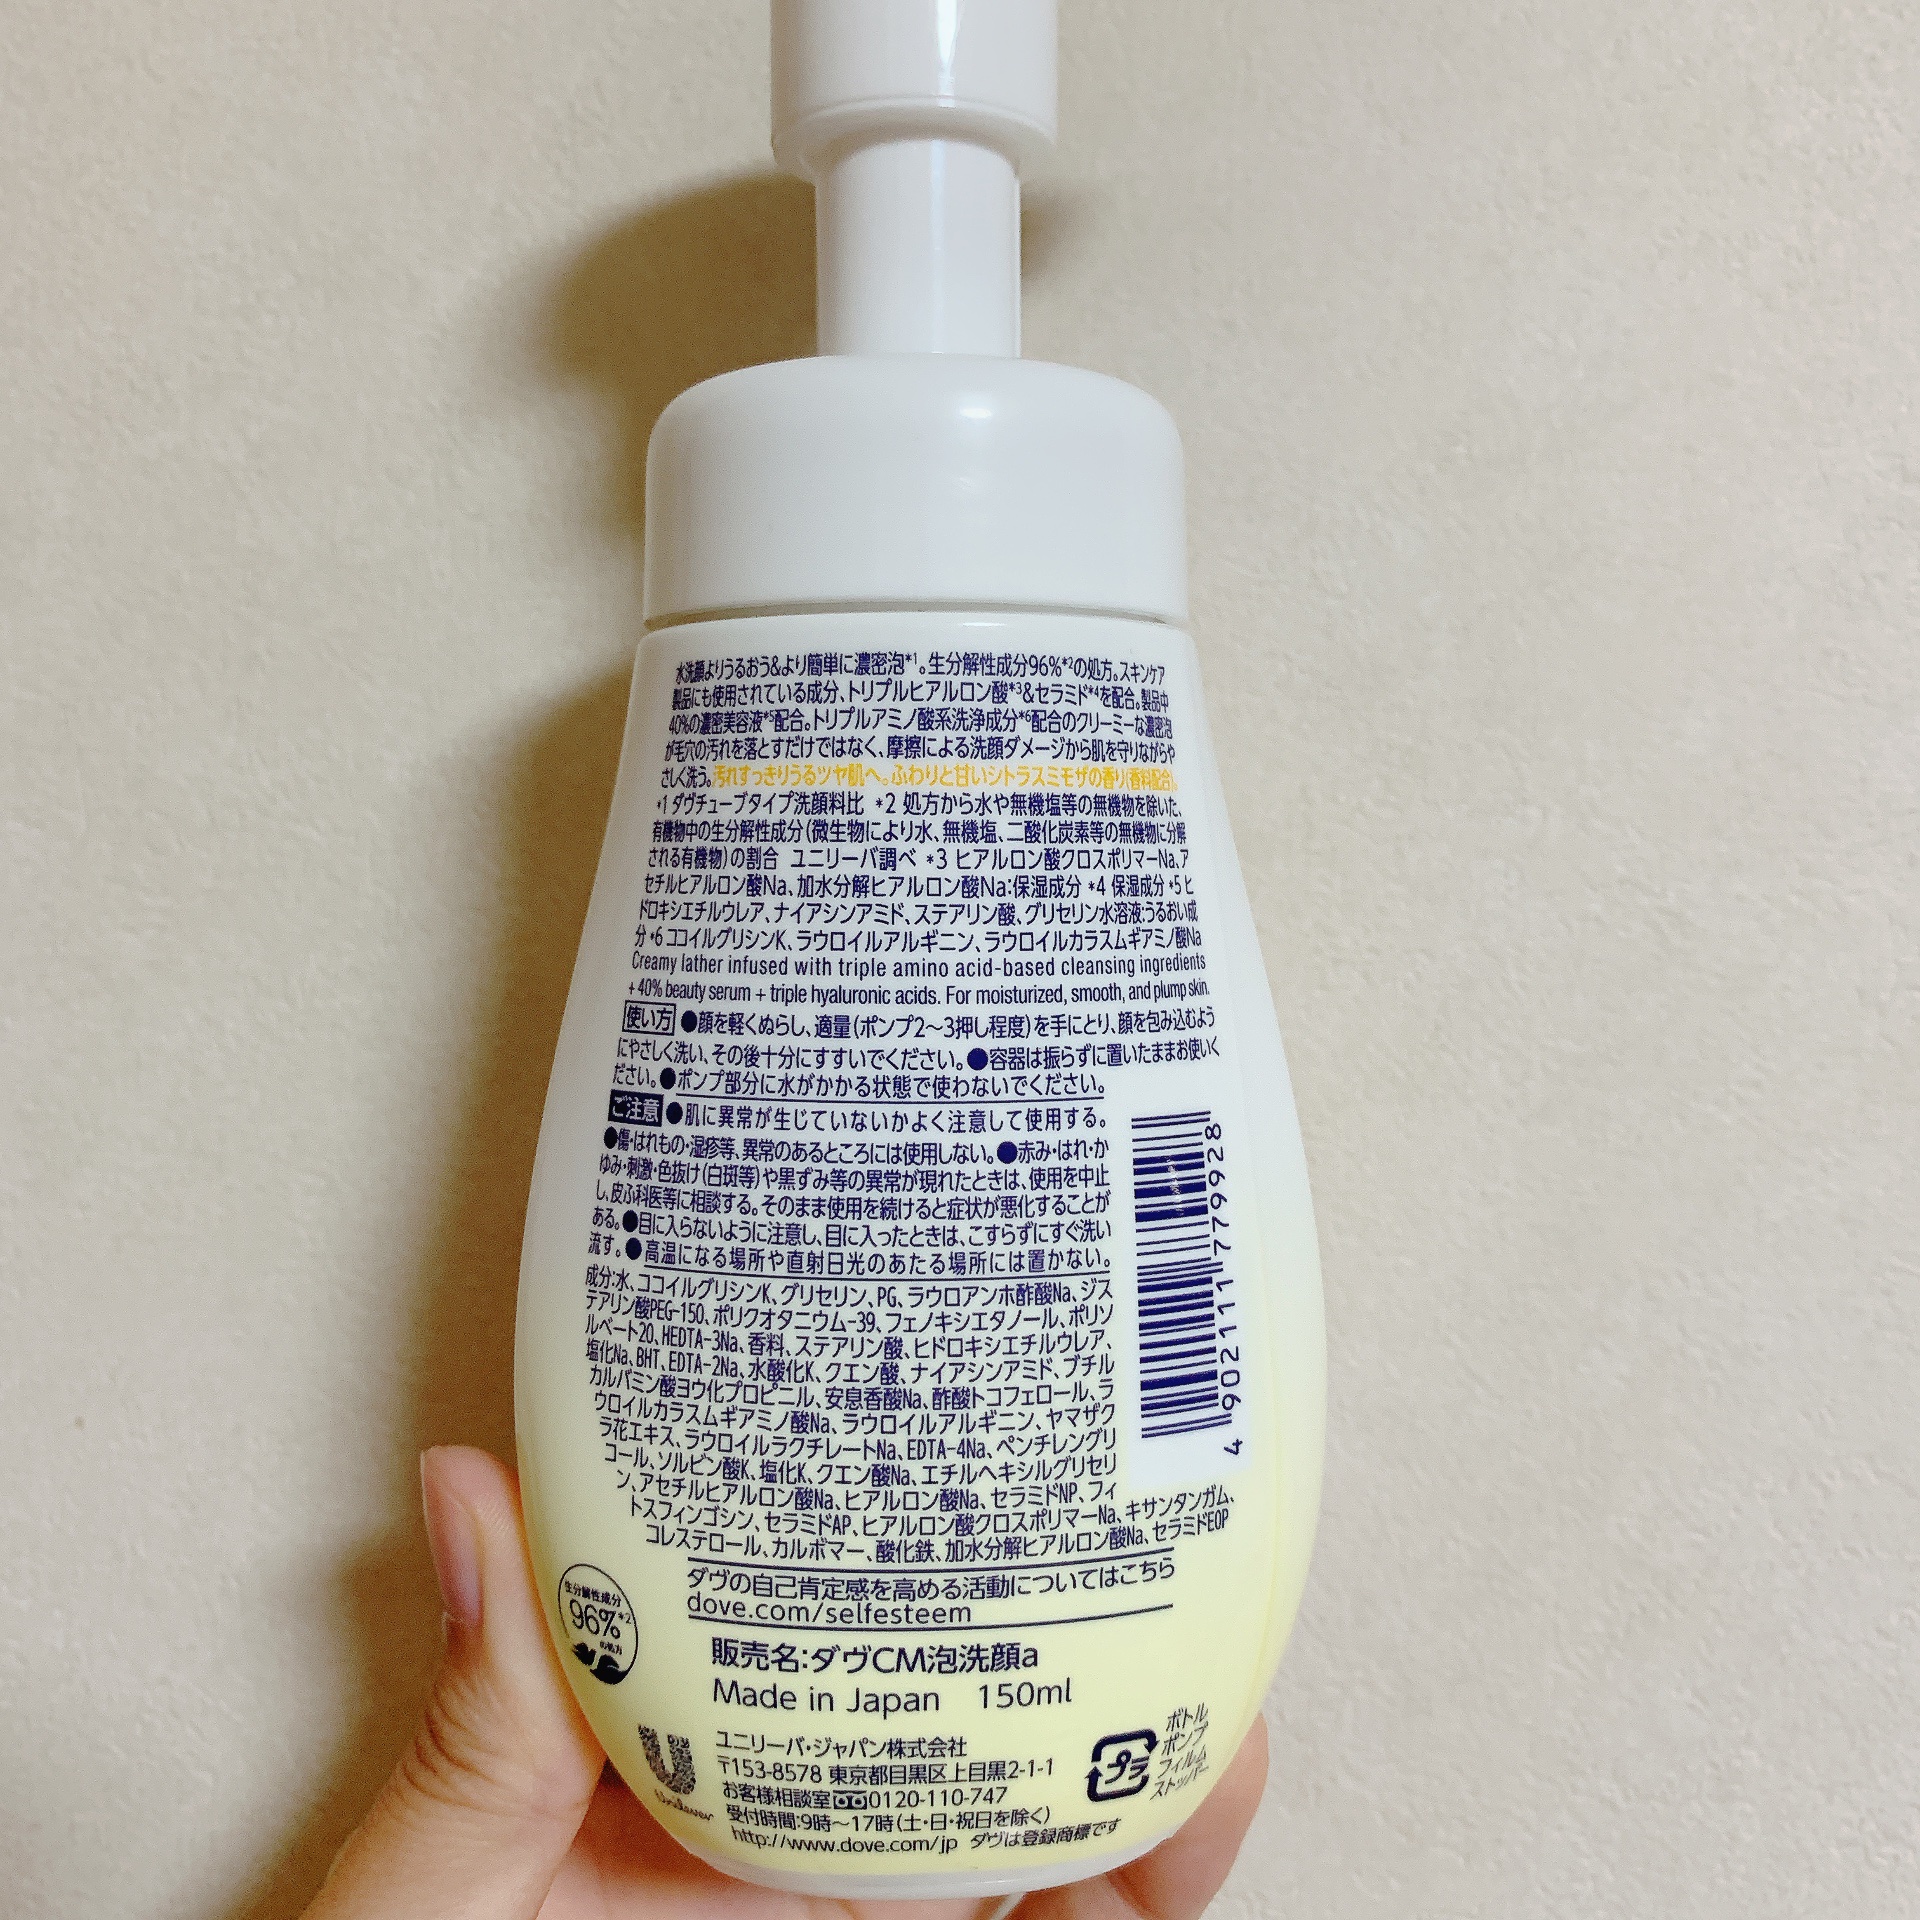 水洗顔よりうるおう&より簡単に濃密泡*1。生分解性成分96%*2の処方。スキンケア
製品にも使用されている成分、トリプルヒアルロン酸*3&セラミド*4を配合。製品中
40%の濃密美容液*5配合。トリプルアミノ酸系洗浄成分*6配合のクリーミーな濃密泡
が毛穴の汚れを落とすだけではなく、摩擦による洗顔ダメージから肌を守りながらや
さしく洗う。汚れすっきりうるツヤ肌へ。ふわりと甘いシトラスミモザの香り(香料配合)。
*1 ダヴチューブタイプ洗顔料比 *2 処方から水や無機塩等の無機物を除いた、
有機物中の生分解性成分(微生物により水、無機塩、二酸化炭素等の無機物に分解
される有機物)の割合 ユニリーバ調べ *3 ヒアルロン酸クロスポリマーNa、ア
セチルヒアルロン酸Na、加水分解ヒアルロン酸Na:保湿成分 *4 保湿成分 *5 ヒ
ドロキシエチルウレア、ナイアシンアミド、ステアリン酸、グリセリン水溶液:うるおい成
分 *6 ココイルグリシンK、ラウロイルアルギニン、ラウロイルカラスムギアミノ酸Na
Creamy lather infused with triple amino acid-based cleansing ingredients
+ 40% beauty serum + triple hyaluronic acids. For moisturized, smooth, and plump skin.
使い方 ●顔を軽くぬらし、適量(ポンプ2〜3押し程度)を手にとり、顔を包み込むよう
にやさしく洗い、その後十分にすすいでください。●容器は振らずに置いたままお使いく
ださい。●ポンプ部分に水がかかる状態で使わないでください。
ご注意 ●肌に異常が生じていないかよく注意して使用する。
●傷・はれもの・湿疹等、異常のあるところには使用しない。●赤み・はれ・か
ゆみ・刺激・色抜け(白斑等)や黒ずみ等の異常が現れたときは、使用を中止
し、皮ふ科医等に相談する。そのまま使用を続けると症状が悪化することが
ある。●目に入らないように注意し、目に入ったときは、こすらずにすぐ洗い
流す。●高温になる場所や直射日光のあたる場所には置かない。
成分:水、ココイルグリシンK、グリセリン、PG、ラウロアンホ酢酸Na、ジス
テアリン酸PEG-150、ポリクオタニウム-39、フェノキシエタノール、ポリソ
ルベート20、HEDTA-3Na、香料、ステアリン酸、ヒドロキシエチルウレア、
塩化Na、BHT、EDTA-2Na、水酸化K、クエン酸、ナイアシンアミド、ブチル
カルバミン酸ヨウ化プロピニル、安息香酸Na、酢酸トコフェロール、ラ
ウロイルカラスムギアミノ酸Na、ラウロイルアルギニン、ヤマザク
ラ花エキス、ラウロイルラクチレートNa、EDTA-4Na、ペンチレングリ
コール、ソルビン酸K、塩化K、クエン酸Na、エチルヘキシルグリセリ
ン、アセチルヒアルロン酸Na、ヒアルロン酸Na、セラミドNP、フィ
トスフィンゴシン、セラミドAP、ヒアルロン酸クロスポリマーNa、キサンタンガム、
コレステロール、カルボマー、酸化鉄、加水分解ヒアルロン酸Na、セラミドEOP
4 902111 779928
ダヴの自己肯定感を高める活動についてはこちら
dove.com/selfesteem
生分解性成分
96%*2
の処方
販売名:ダヴCM泡洗顔a
Made in Japan 150ml
Unilever
ユニリーバ・ジャパン株式会社
〒153-8578 東京都目黒区上目黒2-1-1
お客様相談室 0120-110-747
受付時間:9時〜17時(土・日・祝日を除く)
http://www.dove.com/jp ダヴは登録商標です
プラ
ボトル
ポンプ
フィルム
ストッパー